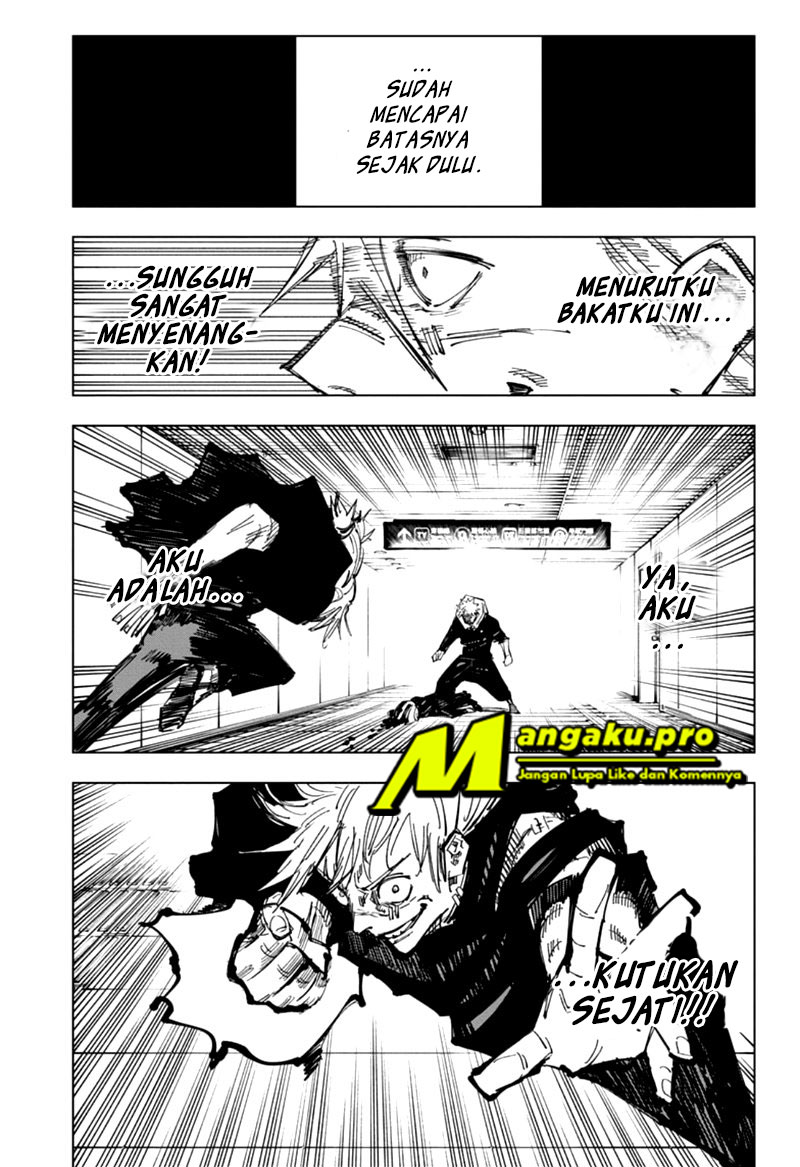 ...
SUDAH
MENCAPAI
BATASNYA
SEJAK DULU.
MENURUTKU
BAKATKU INI...
...SUNGGUH
SANGAT
MENYENANG-
KAN!
YA,
AKU
...
AKU
ADALAH...
Mangaku.pro
Jangan Lupa Like dan Komennya
...KUTUKAN
SEJATI!!!